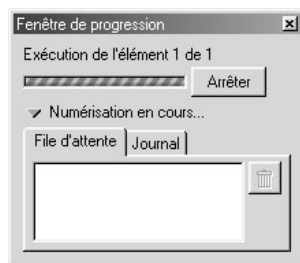 Fenêtre de progression
Exécution de l'élément 1 de 1
Arrêter
Numérisation en cours...
File d'attente Journal